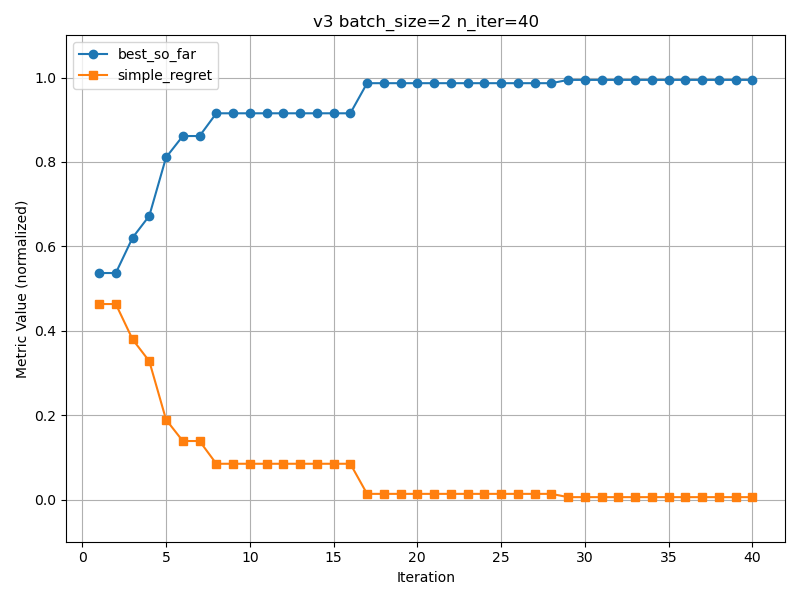 v3 batch_size=2 n_iter=40
best_so_far
simple_regret
Metric Value (normalized)
1.0
0.8
0.6
0.4
0.2
0.0
0 5 10 15 20 25 30 35 40
Iteration